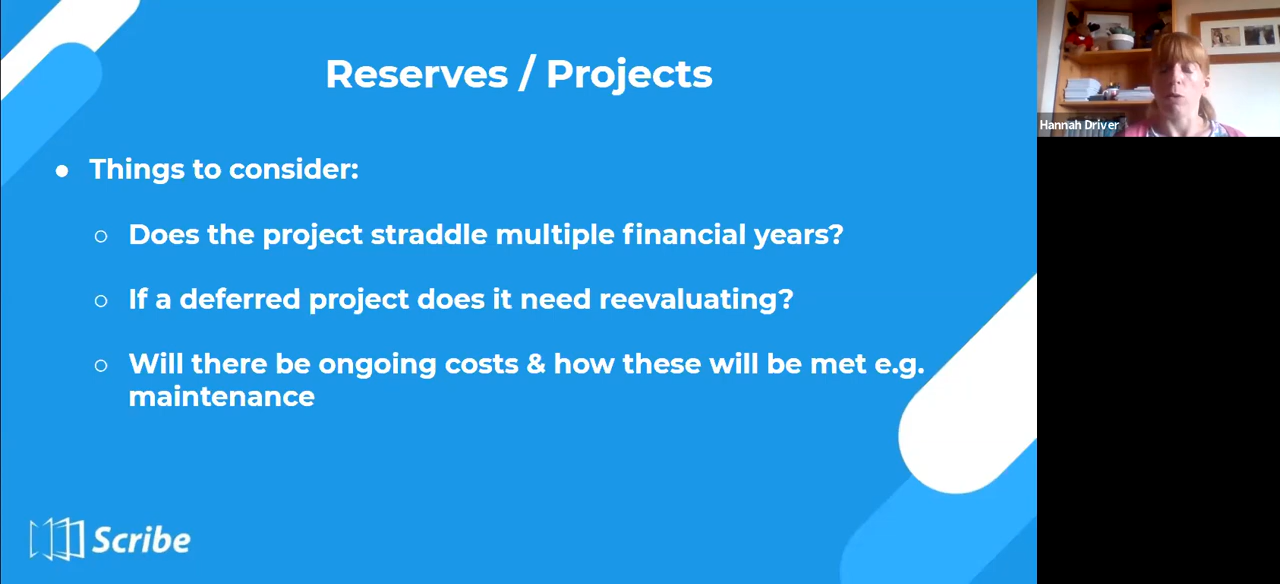 Reserves / Projects
● Things to consider:
○ Does the project straddle multiple financial years?
○ If a deferred project does it need reevaluating?
○ Will there be ongoing costs & how these will be met e.g.
maintenance
Scribe
Hannah Driver